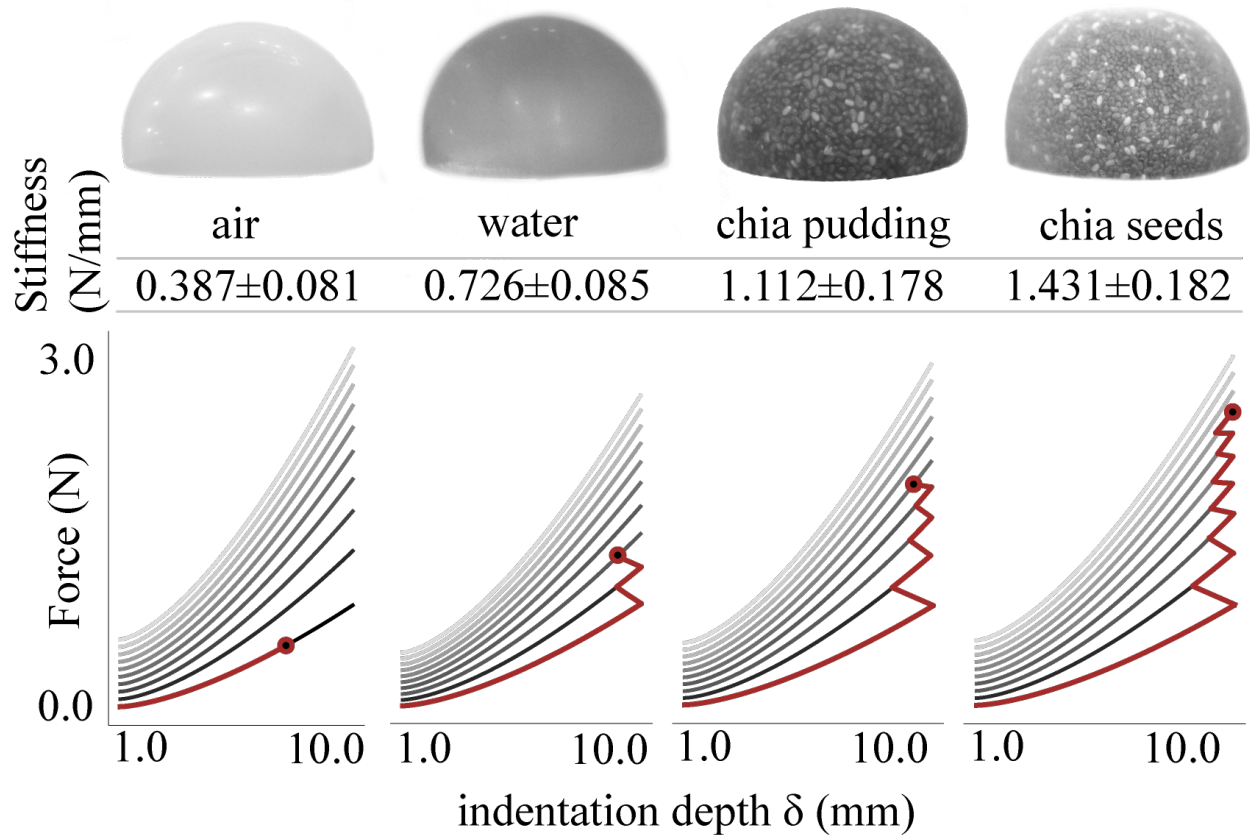 air
water
chia pudding
chia seeds
Stiffness
(N/mm)
0.387±0.081
0.726±0.085
1.112±0.178
1.431±0.182
Force (N)
3.0
0.0
1.0
10.0
1.0
10.0
1.0
10.0
1.0
10.0
indentation depth δ (mm)